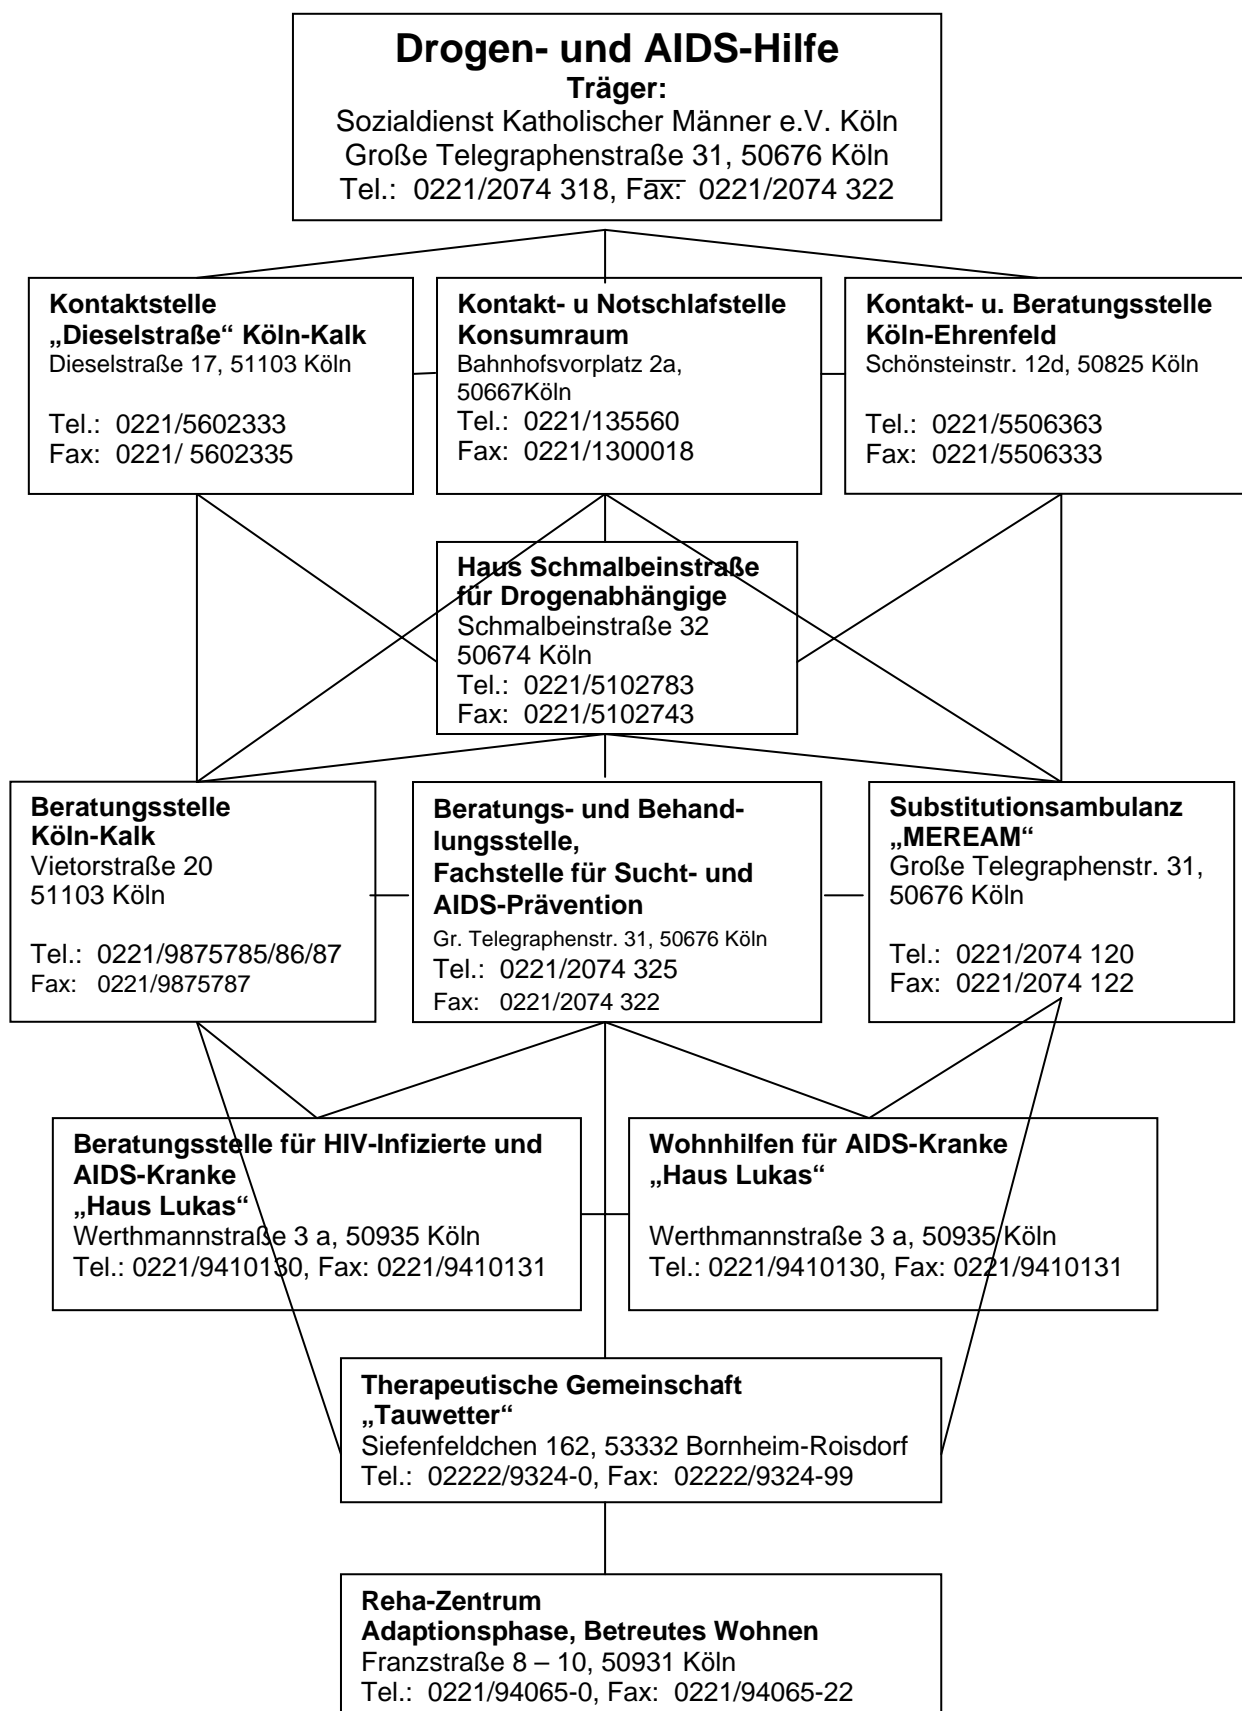 Drogen- und AIDS-Hilfe
Träger:
Sozialdienst Katholischer Männer e.V. Köln
Große Telegraphenstraße 31, 50676 Köln
Tel.: 0221/2074 318, Fax: 0221/2074 322
Kontaktstelle
„Dieselstraße“ Köln-Kalk
Dieselstraße 17, 51103 Köln
Tel.: 0221/5602333
Fax: 0221/ 5602335
Kontakt- u Notschlafstelle
Konsumraum
Bahnhofsvorplatz 2a,
50667Köln
Tel.: 0221/135560
Fax: 0221/1300018
Kontakt- u. Beratungsstelle
Köln-Ehrenfeld
Schönsteinstr. 12d, 50825 Köln
Tel.: 0221/5506363
Fax: 0221/5506333
Haus Schmalbeinstraße
für Drogenabhängige
Schmalbeinstraße 32
50674 Köln
Tel.: 0221/5102783
Fax: 0221/5102743
Beratungsstelle
Köln-Kalk
Vietorstraße 20
51103 Köln
Tel.: 0221/9875785/86/87
Fax: 0221/9875787
Beratungs- und Behand-
lungsstelle,
Fachstelle für Sucht- und
AIDS-Prävention
Gr. Telegraphenstr. 31, 50676 Köln
Tel.: 0221/2074 325
Fax: 0221/2074 322
Substitutionsambulanz
„MEREAM“
Große Telegraphenstr. 31,
50676 Köln
Tel.: 0221/2074 120
Fax: 0221/2074 122
Beratungsstelle für HIV-Infizierte und
AIDS-Kranke
„Haus Lukas“
Werthmannstraße 3 a, 50935 Köln
Tel.: 0221/9410130, Fax: 0221/9410131
Wohnhilfen für AIDS-Kranke
„Haus Lukas“
Werthmannstraße 3 a, 50935 Köln
Tel.: 0221/9410130, Fax: 0221/9410131
Therapeutische Gemeinschaft
„Tauwetter“
Siefenfeldchen 162, 53332 Bornheim-Roisdorf
Tel.: 02222/9324-0, Fax: 02222/9324-99
Reha-Zentrum
Adaptionsphase, Betreutes Wohnen
Franzstraße 8 – 10, 50931 Köln
Tel.: 0221/94065-0, Fax: 0221/94065-22